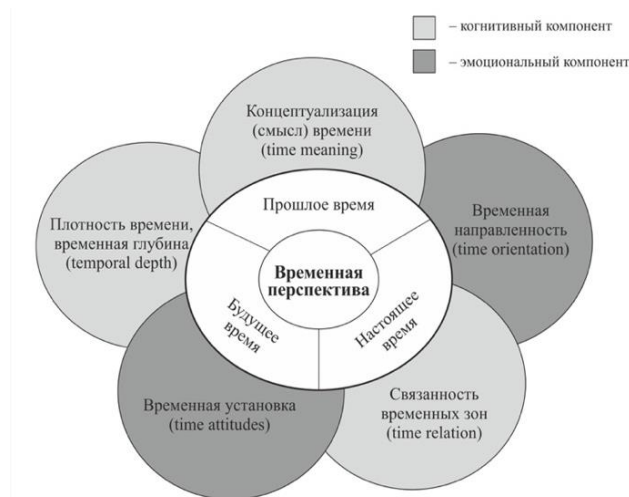 – когнитивный компонент
– эмоциональный компонент
Концептуализация
(смысл) времени
(time meaning)
Плотность времени,
временная глубина
(temporal depth)
Временная
направленность
(time orientation)
Прошлое время
Временная
перспектива
Будущее
время
Настоящее
время
Временная установка
(time attitudes)
Связанность
временных зон
(time relation)